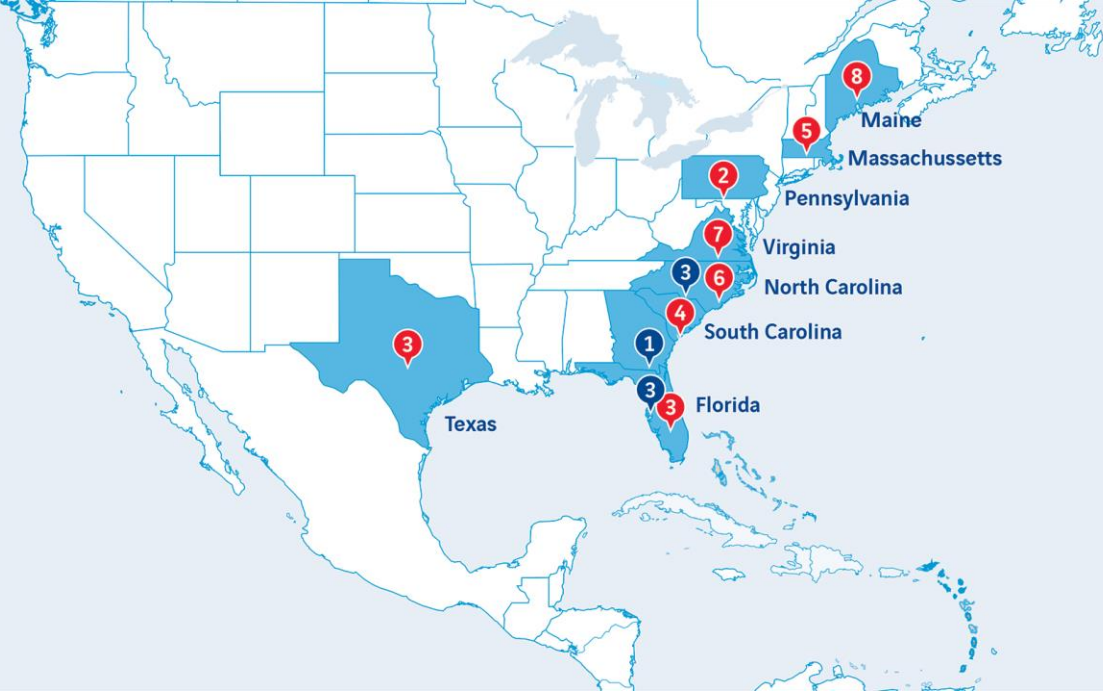 8
Maine
5
Massachussetts
2
Pennsylvania
7
Virginia
3
6
North Carolina
4
South Carolina
1
3
Texas
3
3
Florida